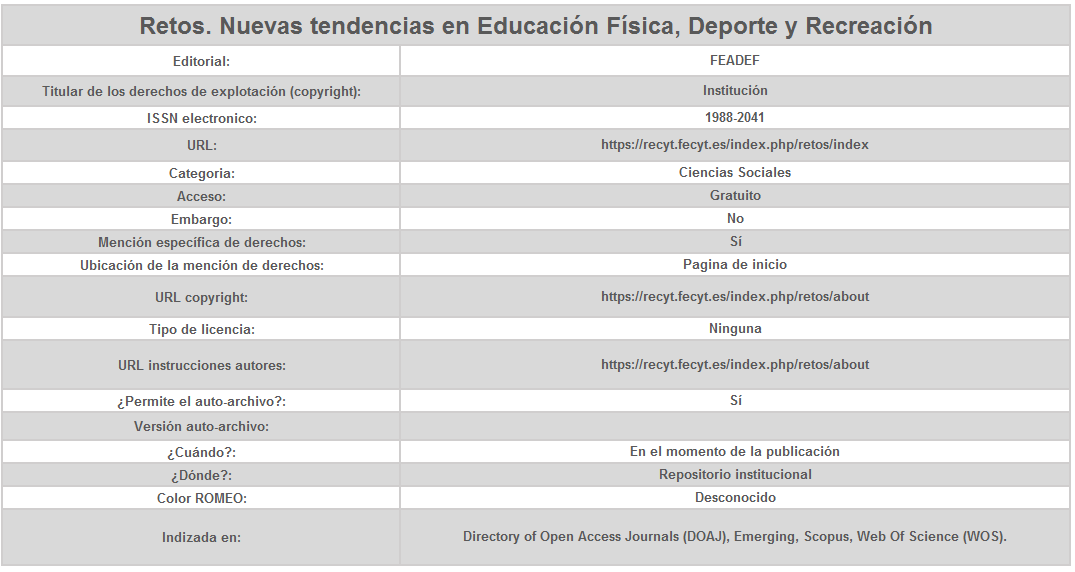 Retos. Nuevas tendencias en Educación Física, Deporte y Recreación
Editorial: FEADEF
Titular de los derechos de explotación (copyright): Institución
ISSN electronico: 1988-2041
URL: https://recyt.fecyt.es/index.php/retos/index
Categoria: Ciencias Sociales
Acceso: Gratuito
Embargo: No
Mención específica de derechos: Sí
Ubicación de la mención de derechos: Pagina de inicio
URL copyright: https://recyt.fecyt.es/index.php/retos/about
Tipo de licencia: Ninguna
URL instrucciones autores: https://recyt.fecyt.es/index.php/retos/about
¿Permite el auto-archivo?: Sí
Versión auto-archivo:
¿Cuándo?: En el momento de la publicación
¿Dónde?: Repositorio institucional
Color ROMEO: Desconocido
Indizada en: Directory of Open Access Journals (DOAJ), Emerging, Scopus, Web Of Science (WOS).